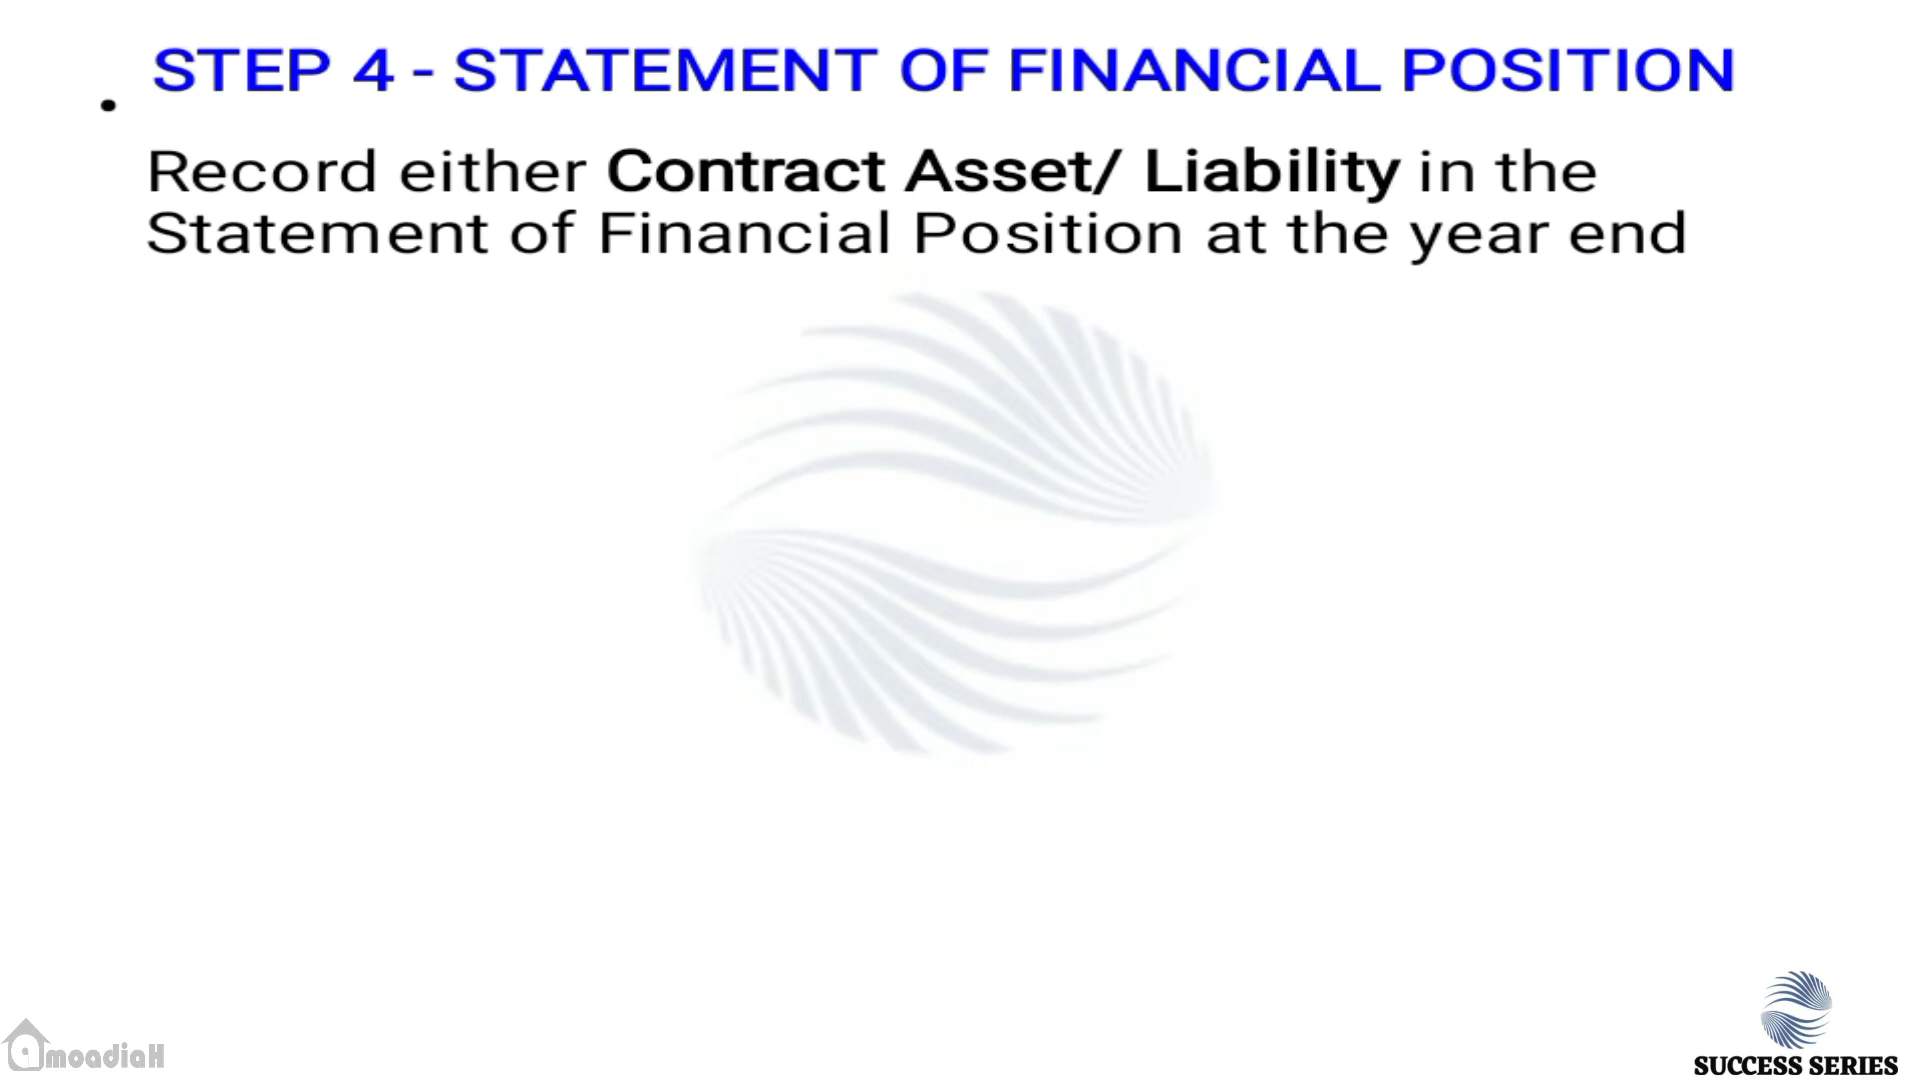 STEP 4 - STATEMENT OF FINANCIAL POSITION
Record either Contract Asset/ Liability in the
Statement of Financial Position at the year end
amoadiaH
SUCCESS SERIES